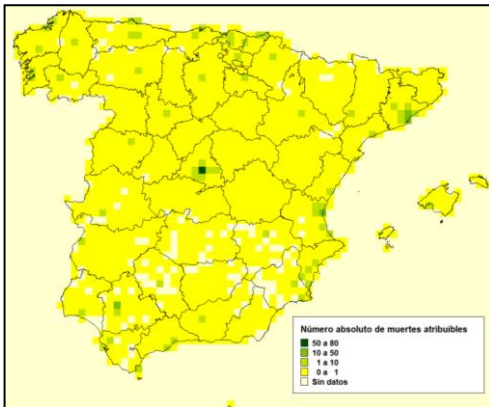 Número absoluto de muertes atribuibles
50 a 80
10 a 50
1 a 10
0 a 1
Sin datos